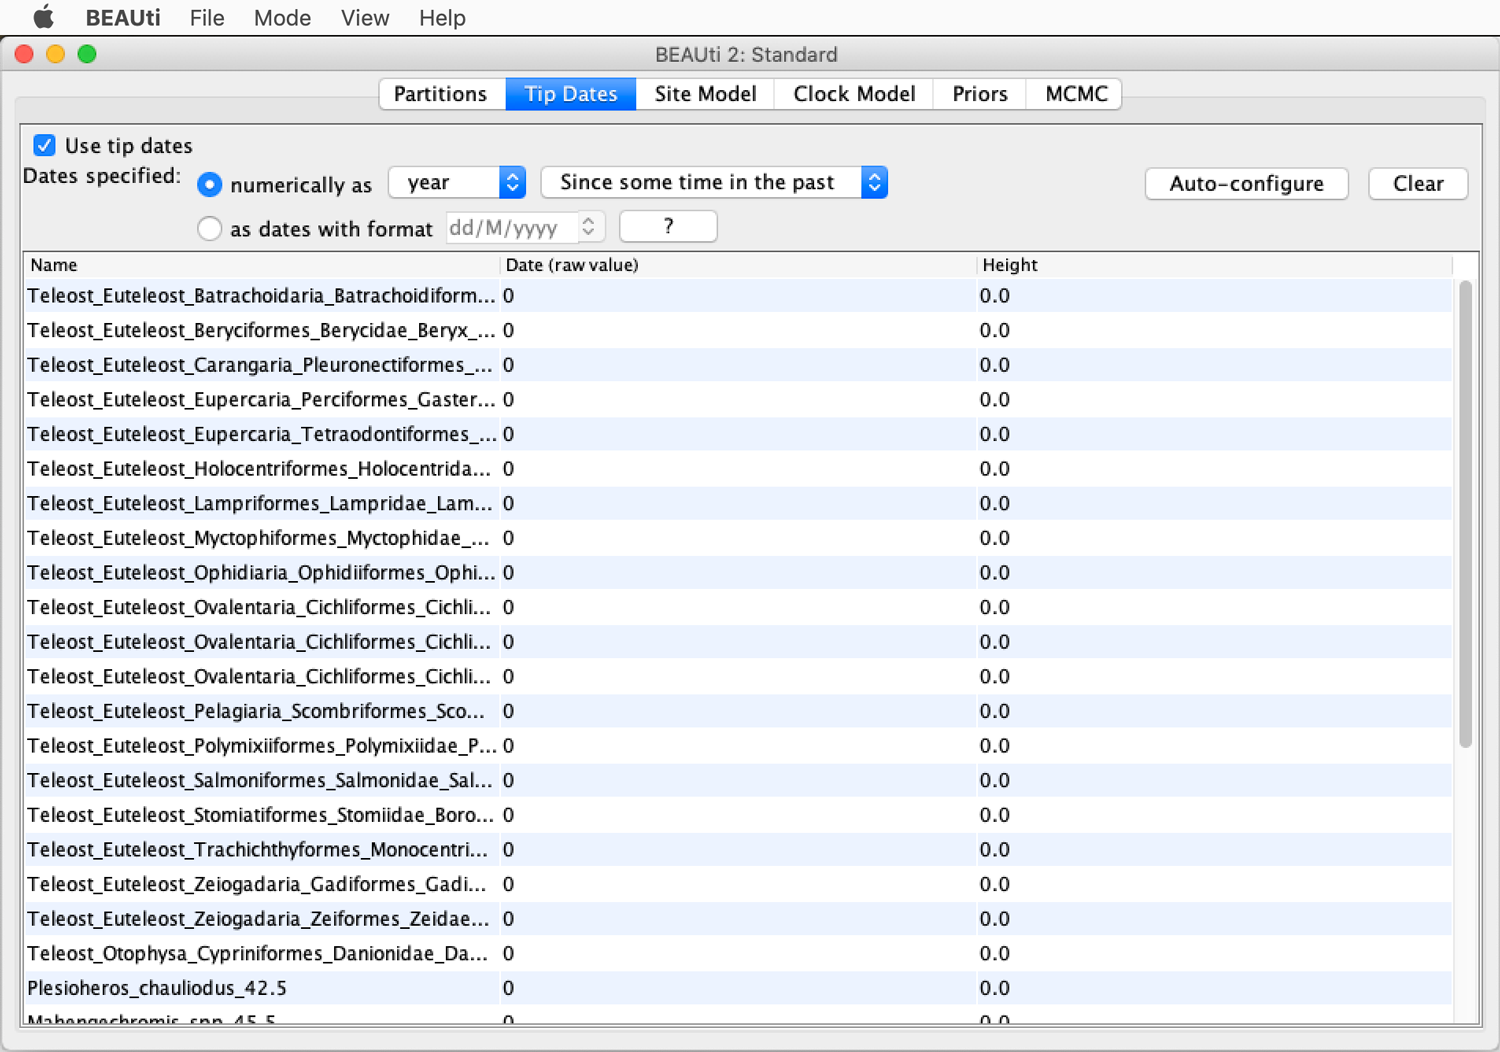 BEAUti File Mode View Help
BEAUti 2: Standard
Partitions Tip Dates Site Model Clock Model Priors MCMC
Use tip dates
Dates specified: numerically as year Since some time in the past Auto-configure Clear
as dates with format dd/M/yyyy ?
Name Date (raw value) Height
Teleost_Euteleost_Batrachoidaria_Batrachoidiform... 0 0.0
Teleost_Euteleost_Beryciformes_Berycidae_Beryx_... 0 0.0
Teleost_Euteleost_Carangaria_Pleuronectiformes_... 0 0.0
Teleost_Euteleost_Eupercaria_Perciformes_Gaster... 0 0.0
Teleost_Euteleost_Eupercaria_Tetraodontiformes_... 0 0.0
Teleost_Euteleost_Holocentriformes_Holocentrida... 0 0.0
Teleost_Euteleost_Lampriformes_Lampridae_Lam... 0 0.0
Teleost_Euteleost_Myctophiformes_Myctophidae_... 0 0.0
Teleost_Euteleost_Ophidiaria_Ophidiiformes_Ophi... 0 0.0
Teleost_Euteleost_Ovalentaria_Cichliformes_Cichli... 0 0.0
Teleost_Euteleost_Ovalentaria_Cichliformes_Cichli... 0 0.0
Teleost_Euteleost_Ovalentaria_Cichliformes_Cichli... 0 0.0
Teleost_Euteleost_Pelagiaria_Scombriformes_Sco... 0 0.0
Teleost_Euteleost_Polymixiiformes_Polymixiidae_P... 0 0.0
Teleost_Euteleost_Salmoniformes_Salmonidae_Sal... 0 0.0
Teleost_Euteleost_Stomiatiformes_Stomiidae_Boro... 0 0.0
Teleost_Euteleost_Trachichthyformes_Monocentri... 0 0.0
Teleost_Euteleost_Zeiogadaria_Gadiformes_Gadi... 0 0.0
Teleost_Euteleost_Zeiogadaria_Zeiformes_Zeidae... 0 0.0
Teleost_Otophysa_Cypriniformes_Danionidae_Da... 0 0.0
Plesioheros_chauliodus_42.5 0 0.0
Mahengechromis_spp_45.5 0 0.0